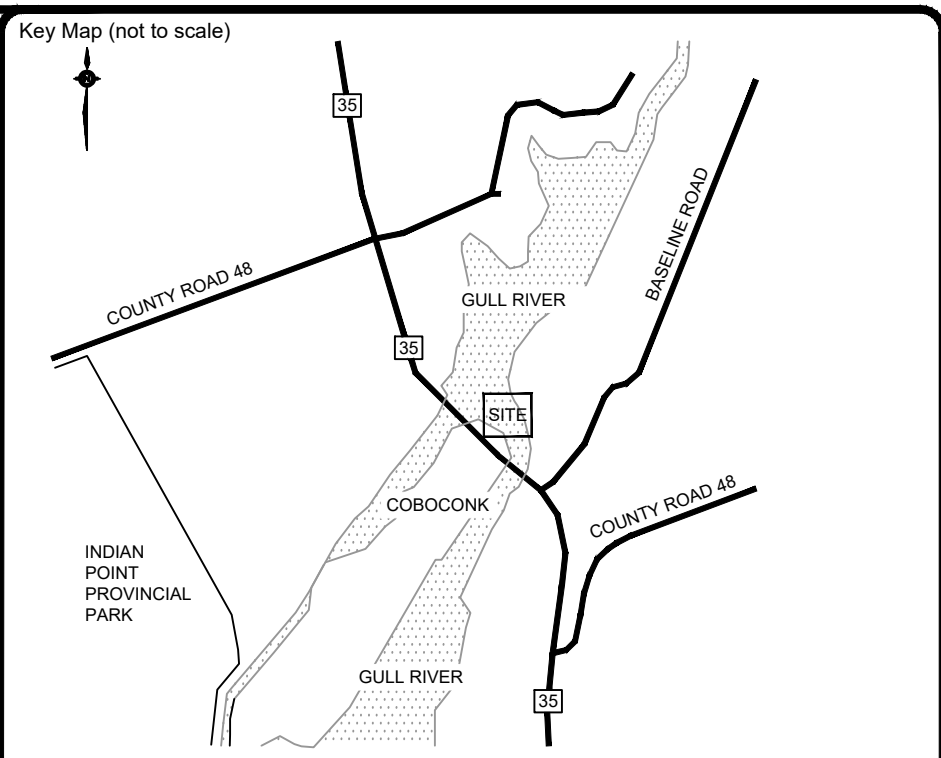 Key Map (not to scale)
N
35
BASELINE ROAD
COUNTY ROAD 48
GULL RIVER
35
SITE
COUNTY ROAD 48
COBOCONK
INDIAN
POINT
PROVINCIAL
PARK
GULL RIVER
35